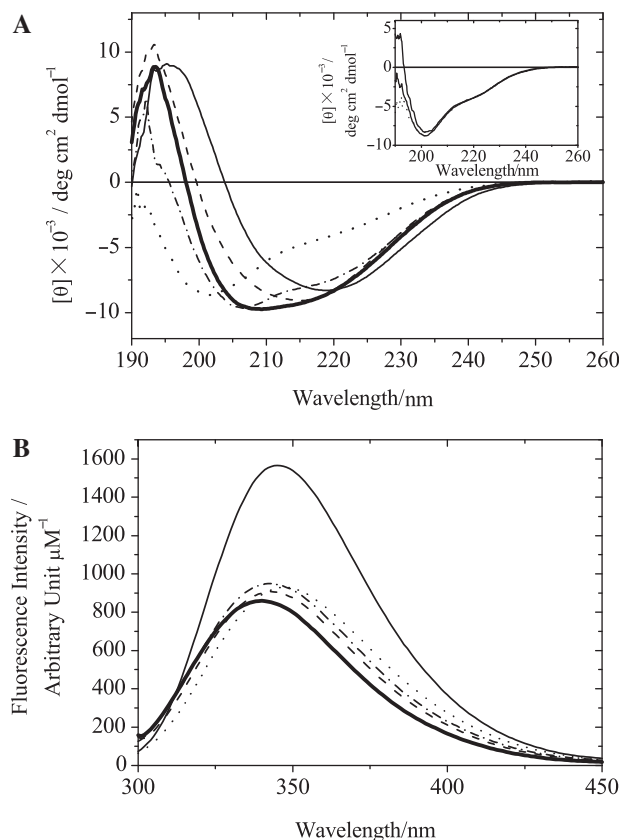 A
[θ] × 10⁻³ / deg cm² dmol⁻¹
10
5
0
−5
−10
190 200 210 220 230 240 250 260
Wavelength/nm
[θ] × 10⁻³ /
deg cm² dmol⁻¹
5
0
−5
−10
200 220 240 260
Wavelength/nm
B
Fluorescence Intensity /
Arbitrary Unit μM⁻¹
1600
1400
1200
1000
800
600
400
200
0
300 350 400 450
Wavelength/nm